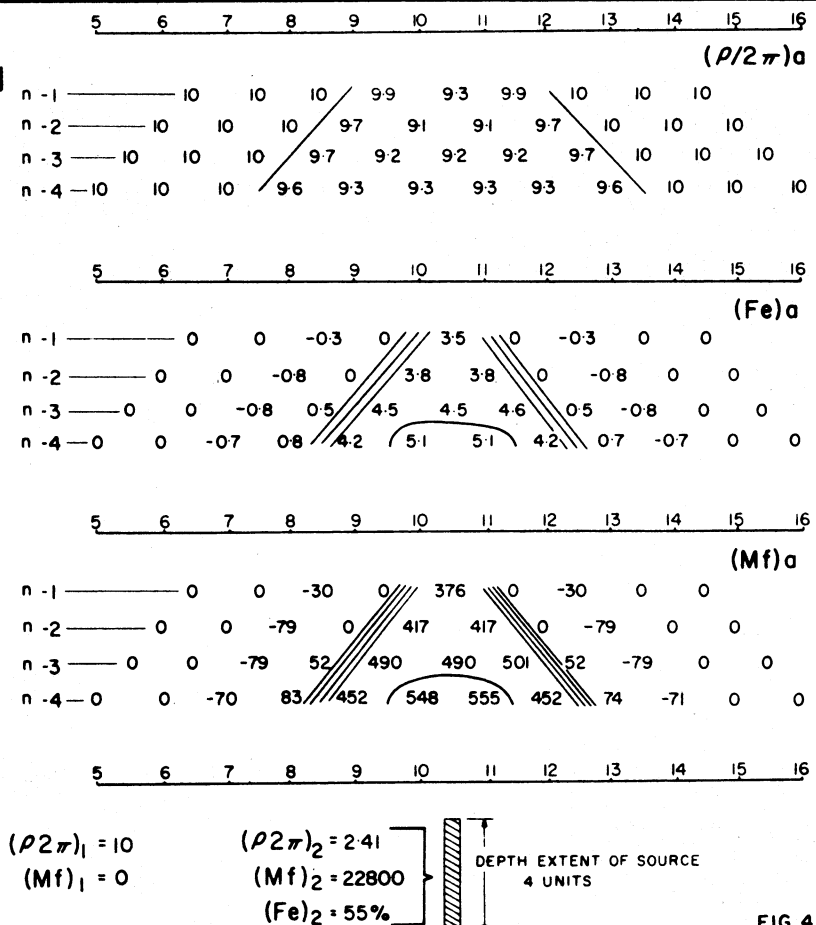 5 6 7 8 9 10 11 12 13 14 15 16
(ρ/2π)a
n -1 10 10 10 9·9 9·3 9·9 10 10 10
n -2 10 10 10 9·7 9·1 9·1 9·7 10 10 10
n -3 10 10 10 9·7 9·2 9·2 9·2 9·7 10 10 10
n -4 10 10 10 9·6 9·3 9·3 9·3 9·3 9·6 10 10 10
5 6 7 8 9 10 11 12 13 14 15 16
(Fe)a
n -1 0 0 -0·3 0 3·5 0 -0·3 0 0
n -2 0 0 -0·8 0 3·8 3·8 0 -0·8 0 0
n -3 0 0 -0·8 0·5 4·5 4·5 4·6 0·5 -0·8 0 0
n -4 0 0 -0·7 0·8 4·2 5·1 5·1 4·2 0·7 -0·7 0 0
5 6 7 8 9 10 11 12 13 14 15 16
(Mf)a
n -1 0 0 -30 0 376 0 -30 0 0
n -2 0 0 -79 0 417 417 0 -79 0 0
n -3 0 0 -79 52 490 490 501 52 -79 0 0
n -4 0 0 -70 83 452 548 555 452 74 -71 0 0
5 6 7 8 9 10 11 12 13 14 15 16
(ρ2π)₁ = 10
(Mf)₁ = 0
(ρ2π)₂ = 2·41
(Mf)₂ = 22800
(Fe)₂ = 55%
DEPTH EXTENT OF SOURCE
4 UNITS
FIG 4